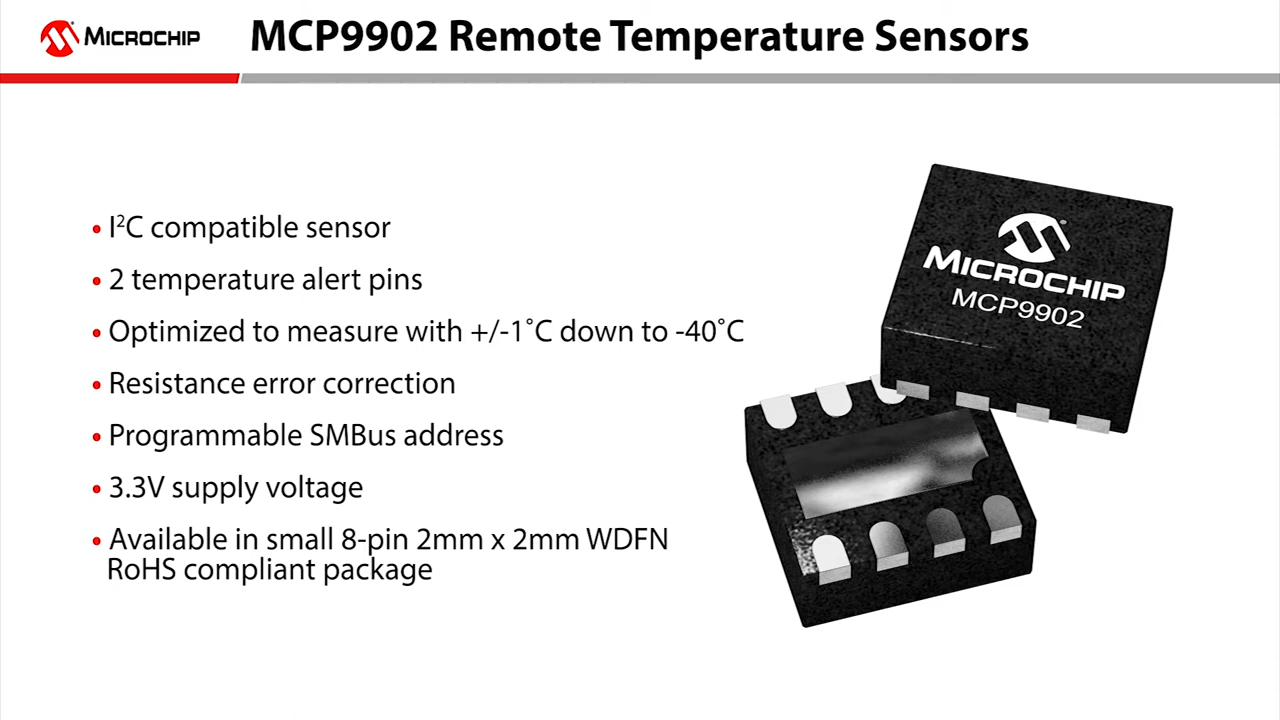 MICROCHIP
MCP9902 Remote Temperature Sensors
• I²C compatible sensor
• 2 temperature alert pins
• Optimized to measure with +/-1˚C down to -40˚C
• Resistance error correction
• Programmable SMBus address
• 3.3V supply voltage
• Available in small 8-pin 2mm x 2mm WDFN
RoHS compliant package
MICROCHIP
MCP9902